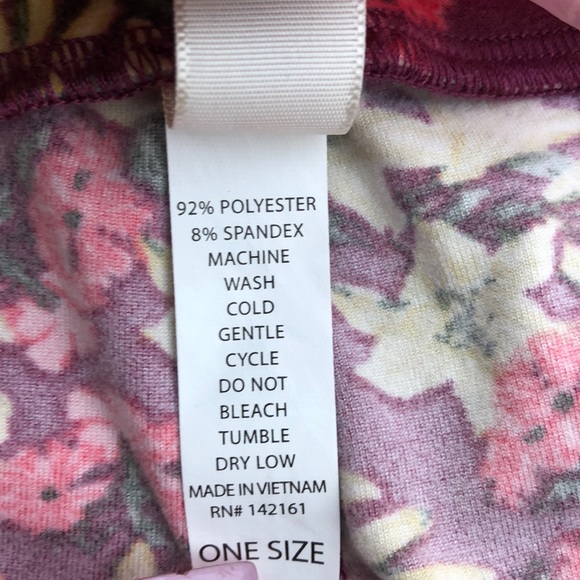 92% POLYESTER
8% SPANDEX
MACHINE
WASH
COLD
GENTLE
CYCLE
DO NOT
BLEACH
TUMBLE
DRY LOW
MADE IN VIETNAM
RN# 142161
ONE SIZE